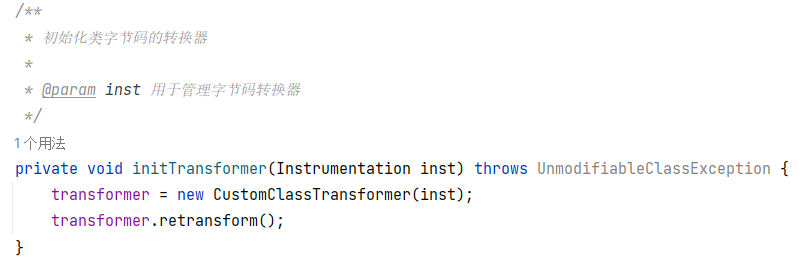 /**
 * 初始化类字节码的转换器
 *
 * @param inst 用于管理字节码转换器
 */
1 个用法
private void initTransformer(Instrumentation inst) throws UnmodifiableClassException {
    transformer = new CustomClassTransformer(inst);
    transformer.retransform();
}